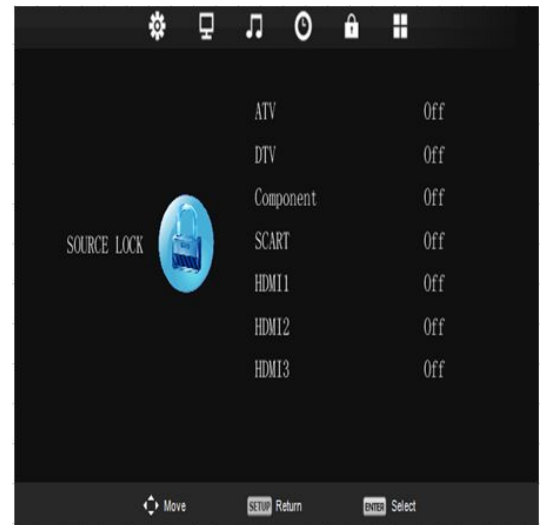 ATV Off
DTV Off
Component Off
SOURCE LOCK SCART Off
HDMI1 Off
HDMI2 Off
HDMI3 Off
Move SETUP Return ENTER Select